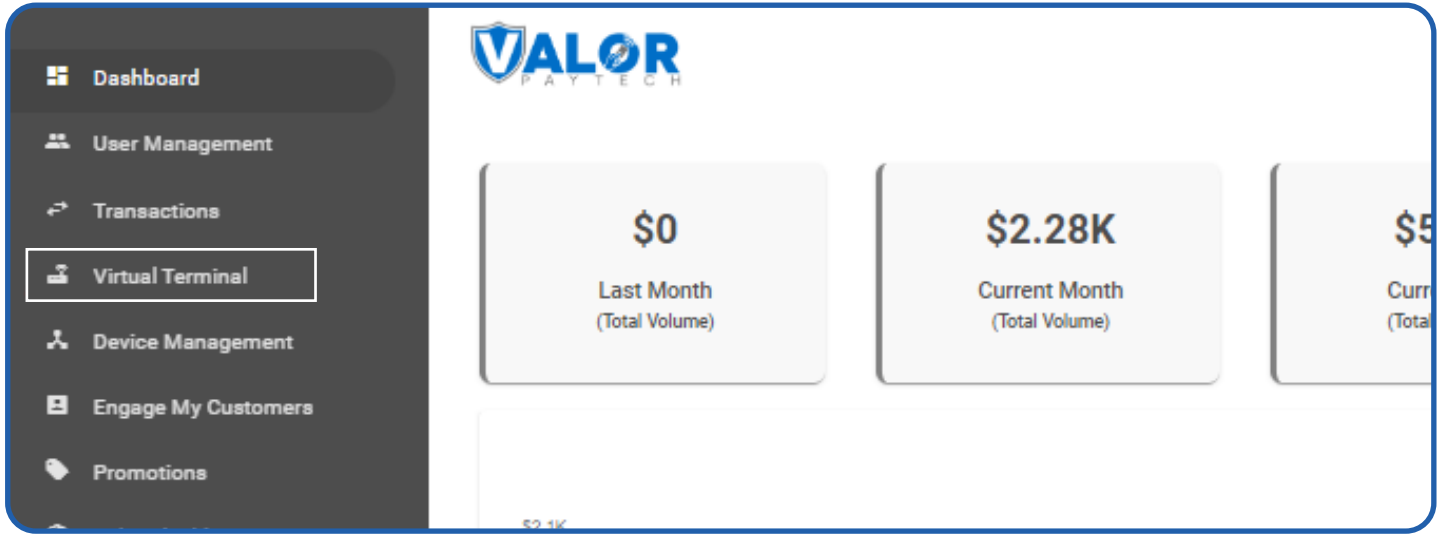 Dashboard
User Management
Transactions
Virtual Terminal
Device Management
Engage My Customers
Promotions
VALOR
PAYTECH
$0
Last Month
(Total Volume)
$2.28K
Current Month
(Total Volume)
$2.1K